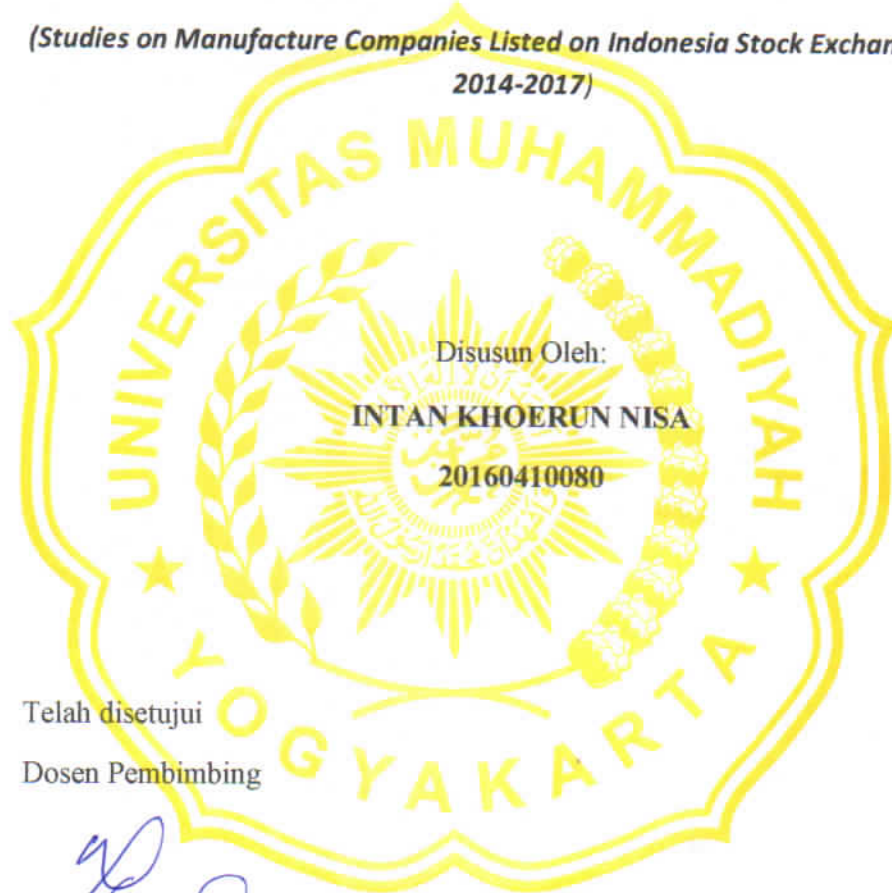 (Studies on Manufacture Companies Listed on Indonesia Stock Exchan
2014-2017)
UNIVERSITAS MUHAMMADIYAH
Disusun Oleh:
INTAN KHOERUN NISA
20160410080
YOGYAKARTA
Telah disetujui
Dosen Pembimbing